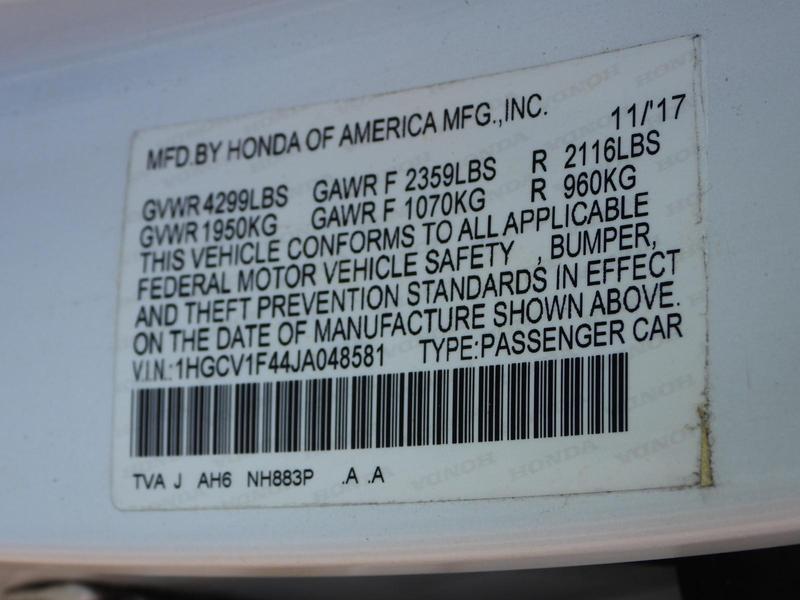 MFD.BY HONDA OF AMERICA MFG.,INC. 11/'17
GVWR 4299LBS GAWR F 2359LBS R 2116LBS
GVWR 1950KG GAWR F 1070KG R 960KG
THIS VEHICLE CONFORMS TO ALL APPLICABLE
FEDERAL MOTOR VEHICLE SAFETY , BUMPER,
AND THEFT PREVENTION STANDARDS IN EFFECT
ON THE DATE OF MANUFACTURE SHOWN ABOVE.
V.I.N.:1HGCV1F44JA048581 TYPE:PASSENGER CAR
TVA J AH6 NH883P .A .A